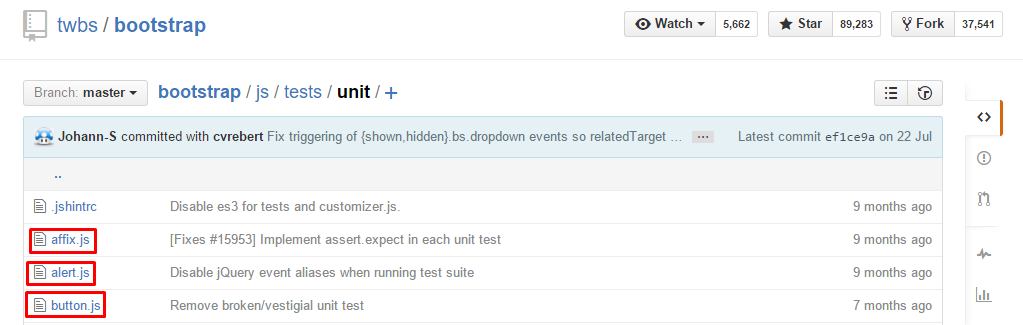 twbs / bootstrap Watch 5,662 Star 89,283 Fork 37,541
Branch: master bootstrap / js / tests / unit / +
Johann-S committed with cvrebert Fix triggering of {shown,hidden}.bs.dropdown events so relatedTarget … ... Latest commit ef1ce9a on 22 Jul
..
.jshintrc Disable es3 for tests and customizer.js. 9 months ago
affix.js [Fixes #15953] Implement assert.expect in each unit test 9 months ago
alert.js Disable jQuery event aliases when running test suite 9 months ago
button.js Remove broken/vestigial unit test 7 months ago